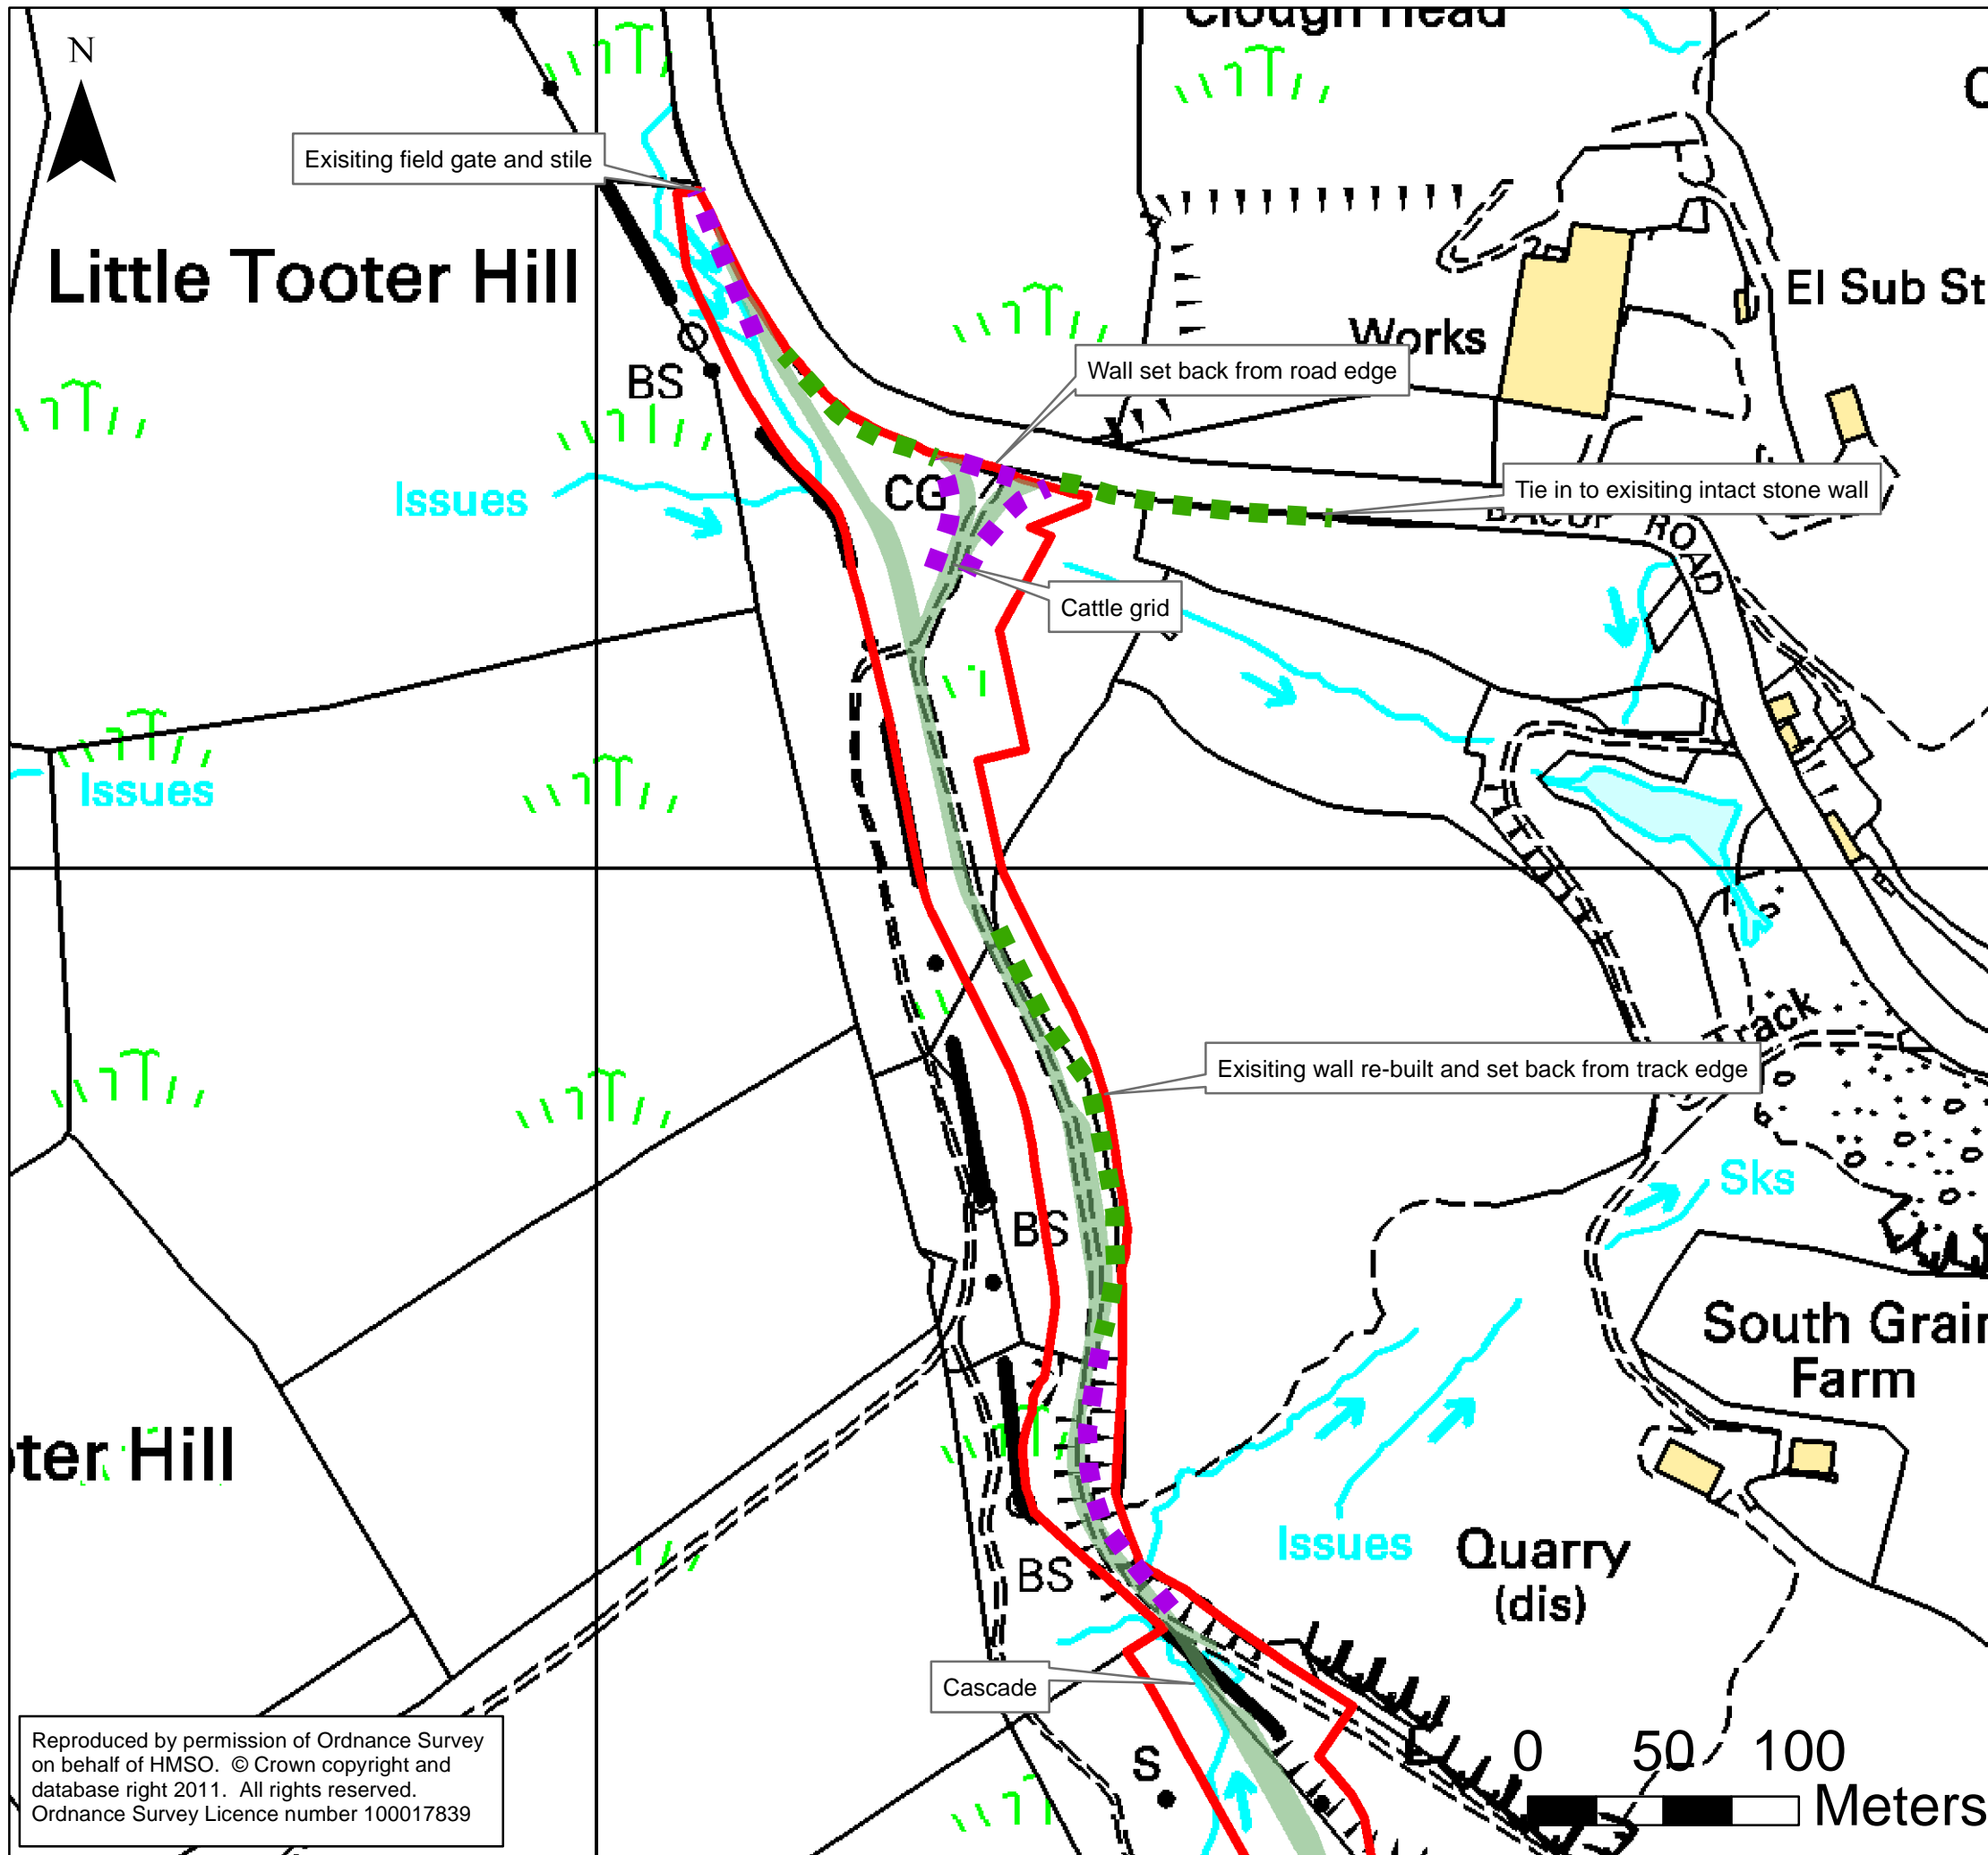 Clough Head
N
Exisiting field gate and stile
Little Tooter Hill
El Sub St
Works
Wall set back from road edge
BS
Issues
CG
Tie in to exisiting intact stone wall
BACUP ROAD
Cattle grid
Issues
Track
Exisiting wall re-built and set back from track edge
Sks
BS
South Grain
Farm
ter Hill
Issues
Quarry
(dis)
BS
Cascade
S
Reproduced by permission of Ordnance Survey
on behalf of HMSO. © Crown copyright and
database right 2011. All rights reserved.
Ordnance Survey Licence number 100017839
0 50 100
Meters